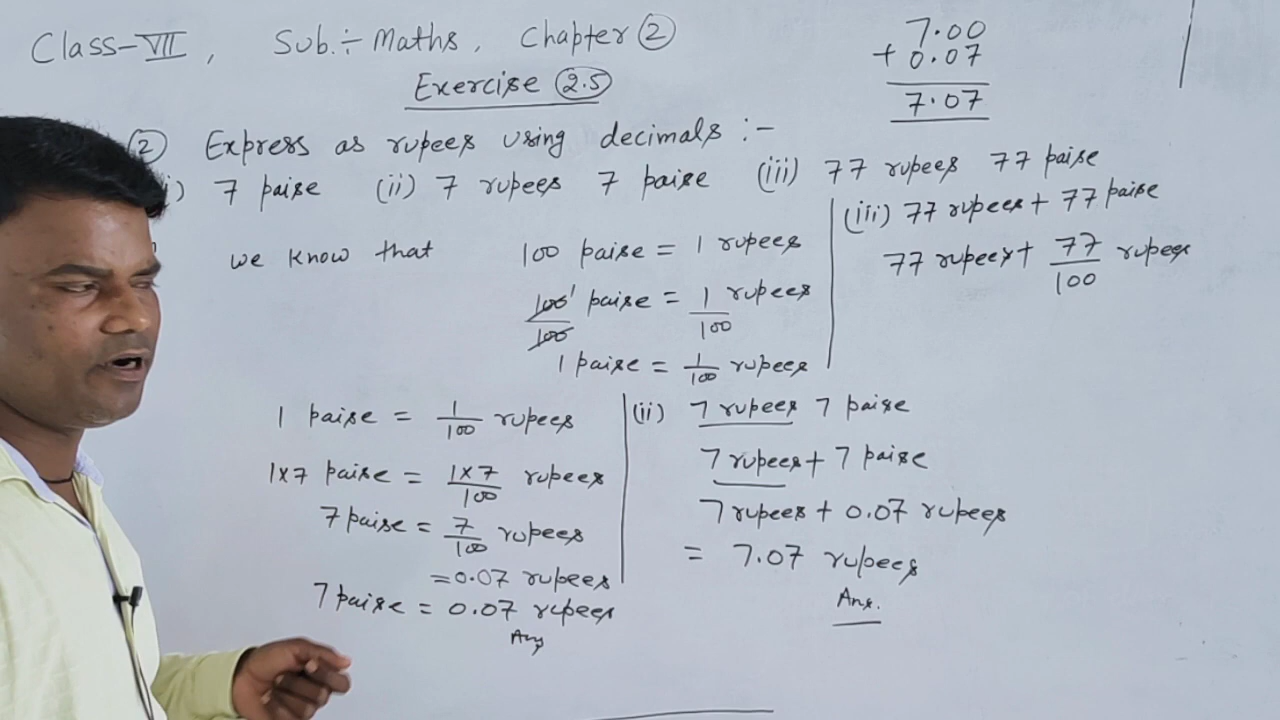 Class-VII, Sub.:- Maths, Chapter 2
Exercise 2.5
7.00
+ 0.07
7.07
2 Express as rupees using decimals :-
i) 7 paise (ii) 7 rupees 7 paise (iii) 77 rupees 77 paise
we know that 100 paise = 1 rupees
100 1 / 100 paise = 1/100 rupees
1 paise = 1/100 rupees
1 paise = 1/100 rupees
1x7 paise = 1x7/100 rupees
7 paise = 7/100 rupees
= 0.07 rupees
7 paise = 0.07 rupees
Ans
(ii) 7 rupees 7 paise
7 rupees + 7 paise
7 rupees + 0.07 rupees
= 7.07 rupees
Ans.
(iii) 77 rupees + 77 paise
77 rupees + 77/100 rupees